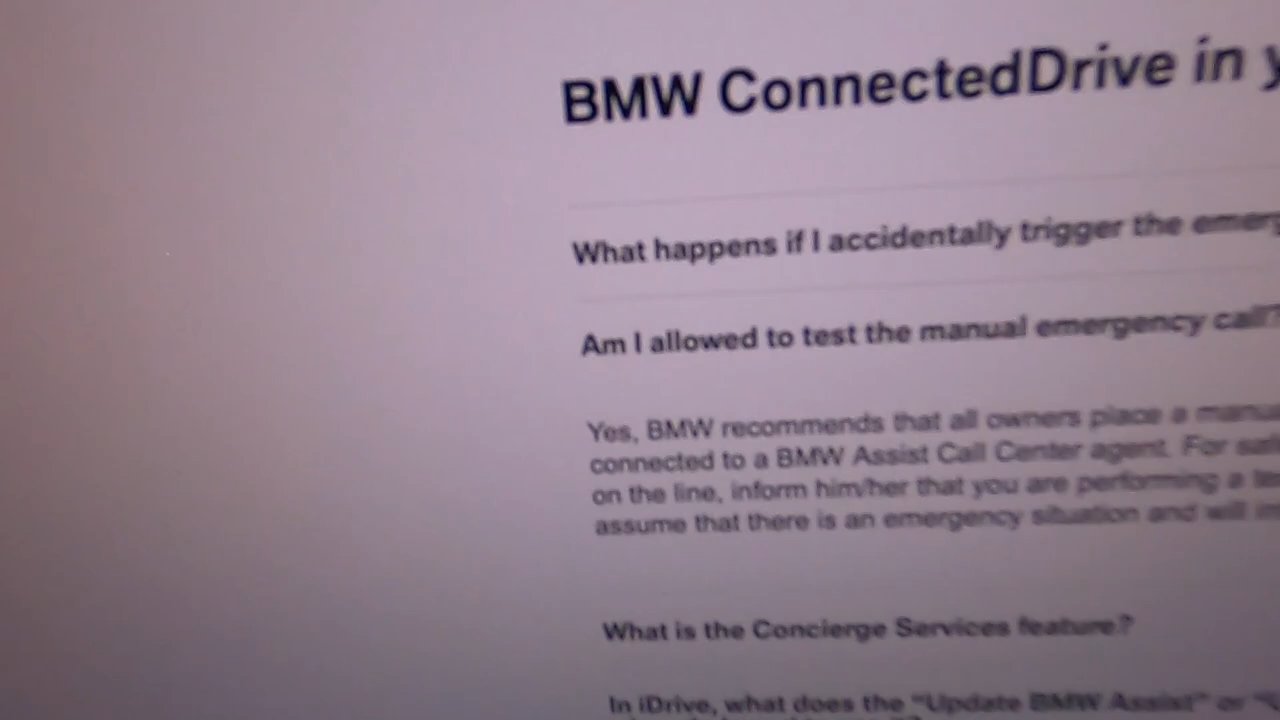 BMW ConnectedDrive in
What happens if I accidentally trigger the
Am I allowed to test the manual emergency call?
Yes, BMW recommends that all owners place a
connected to a BMW Assist Call Center agent. For
on the line, inform him/her that you are performing a
assume that there is an emergency situation and will
What is the Concierge Services feature?
In iDrive, what does the "Update BMW Assist" or